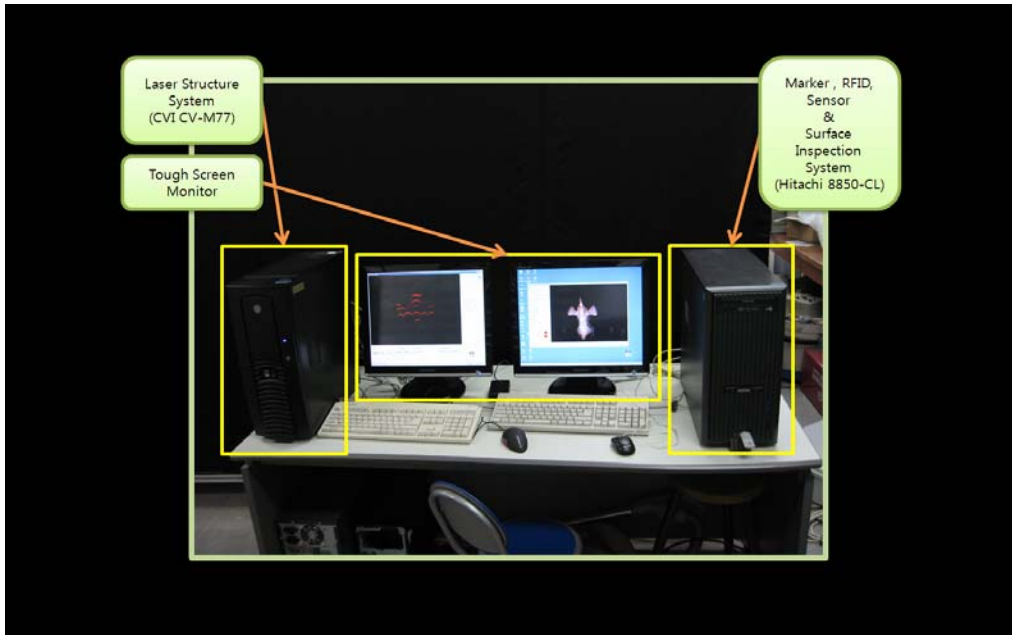 Laser Structure
System
(CVI CV-M77)
Tough Screen
Monitor
Marker , RFID,
Sensor
&
Surface
Inspection
System
(Hitachi 8850-CL)